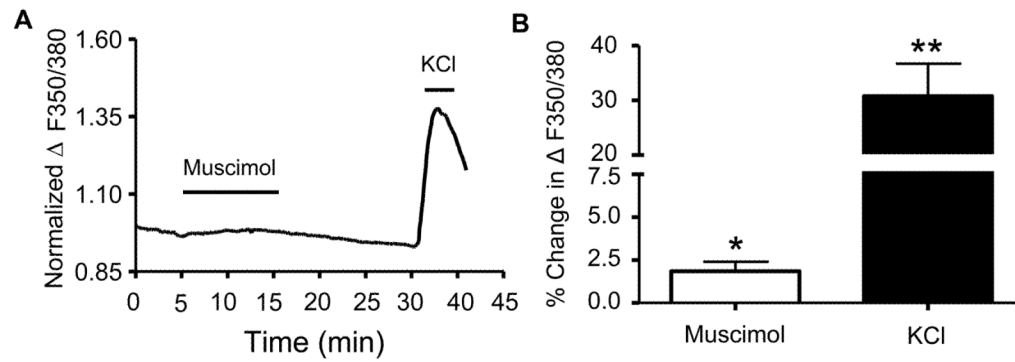 A
Normalized Δ F350/380
1.60
1.35
1.10
0.85
Muscimol
KCl
0 5 10 15 20 25 30 35 40 45
Time (min)
B
% Change in Δ F350/380
40
30
20
7.5
5.0
2.5
0.0
*
**
Muscimol KCl